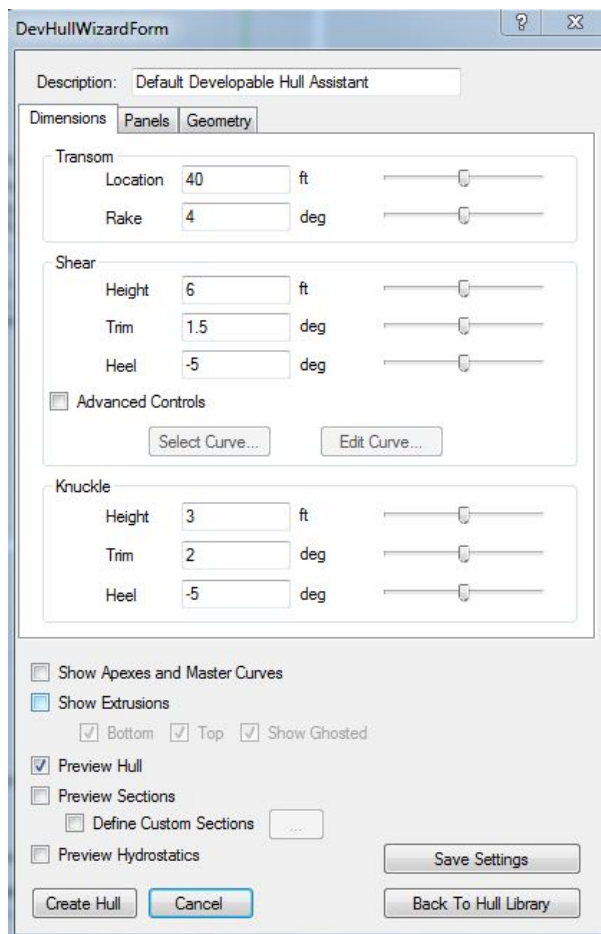 DevHullWizardForm
Description: Default Developable Hull Assistant
Dimensions Panels Geometry
Transom
Location 40 ft
Rake 4 deg
Shear
Height 6 ft
Trim 1.5 deg
Heel -5 deg
Advanced Controls
Select Curve... Edit Curve...
Knuckle
Height 3 ft
Trim 2 deg
Heel -5 deg
Show Apexes and Master Curves
Show Extrusions
Bottom Top Show Ghosted
Preview Hull
Preview Sections
Define Custom Sections ...
Preview Hydrostatics Save Settings
Create Hull Cancel Back To Hull Library